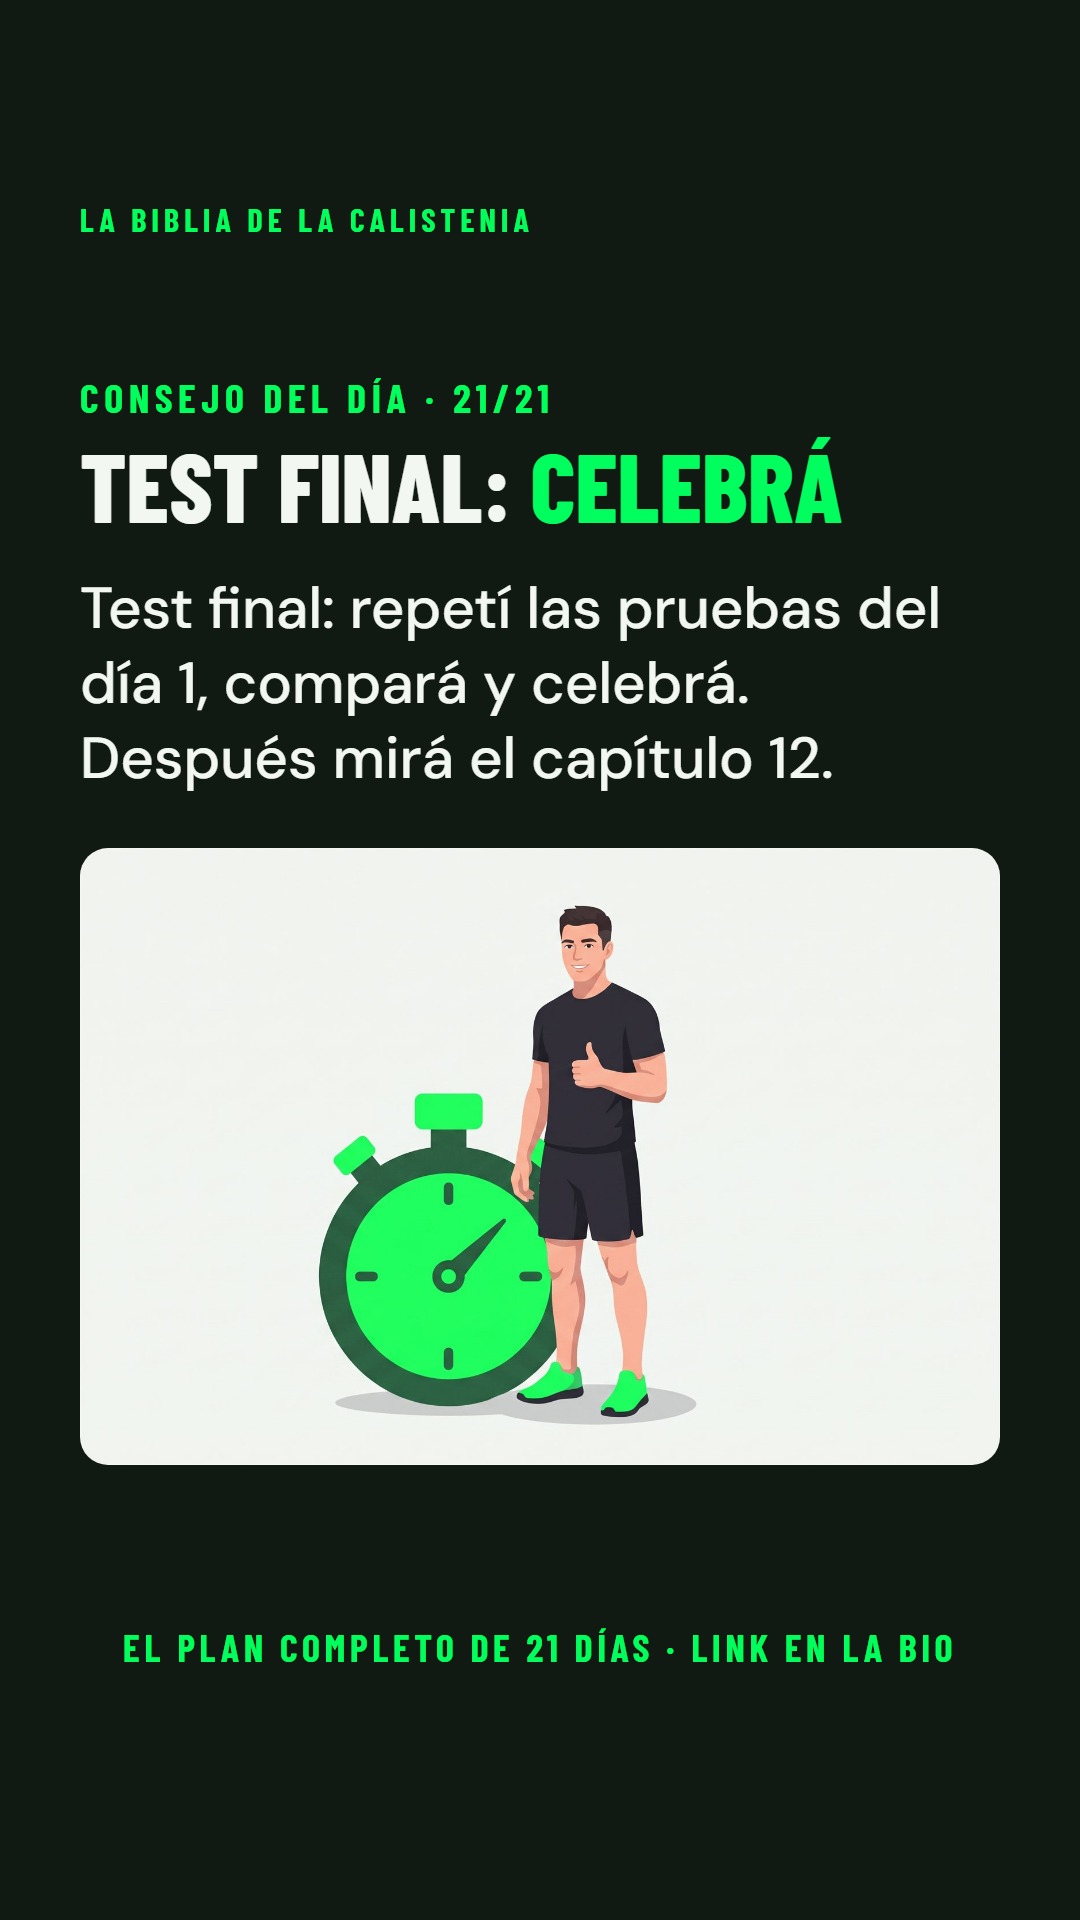 LA BIBLIA DE LA CALISTENIA
CONSEJO DEL DÍA · 21/21
TEST FINAL: CELEBRÁ
Test final: repetí las pruebas del
día 1, compará y celebrá.
Después mirá el capítulo 12.
EL PLAN COMPLETO DE 21 DÍAS · LINK EN LA BIO